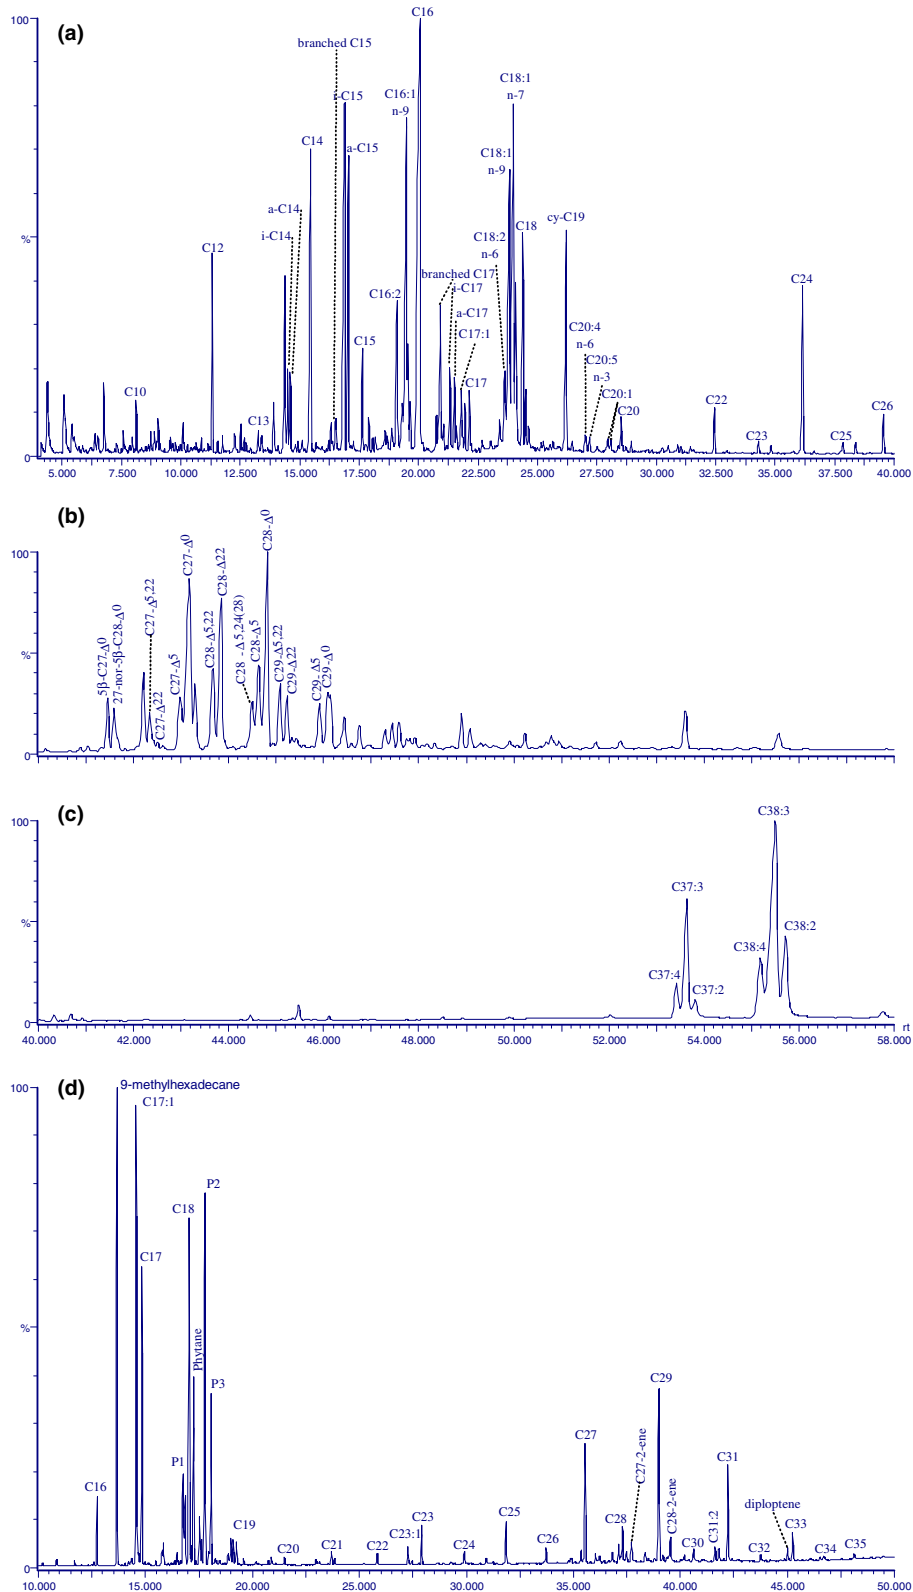 (a)
100
%
0
C10
C12
C13
i-C14
a-C14
C14
branched C15
i-C15
a-C15
C15
C16:2
C16:1
n-9
C16
branched C17
i-C17
a-C17
C17:1
C17
C18:2
n-6
C18:1
n-9
C18:1
n-7
C18
cy-C19
C20:4
n-6
C20:5
n-3
C20:1
C20
C22
C23
C24
C25
C26
5.000 7.500 10.000 12.500 15.000 17.500 20.000 22.500 25.000 27.500 30.000 32.500 35.000 37.500 40.000
(b)
100
%
0
5β-C27-Δ0
27-nor-5β-C28-Δ0
C27-Δ5,22
C27-Δ22
C27-Δ5
C27-Δ0
C28-Δ5,22
C28-Δ22
C28 -Δ5,24(28)
C28-Δ5
C28-Δ0
C29-Δ5,22
C29-Δ22
C29- Δ5
C29-Δ0
(c)
100
%
0
C37:4
C37:3
C37:2
C38:4
C38:3
C38:2
40.000 42.000 44.000 46.000 48.000 50.000 52.000 54.000 56.000 58.000
rt
(d)
100
%
0
C16
9-methylhexadecane
C17:1
C17
P1
C18
Phytane
P2
P3
C19
C20
C21
C22
C23:1
C23
C24
C25
C26
C27
C28
C27-2-ene
C29
C28-2-ene
C30
C31:2
C31
C32
diploptene
C33
C34
C35
10.000 15.000 20.000 25.000 30.000 35.000 40.000 45.000 50.000